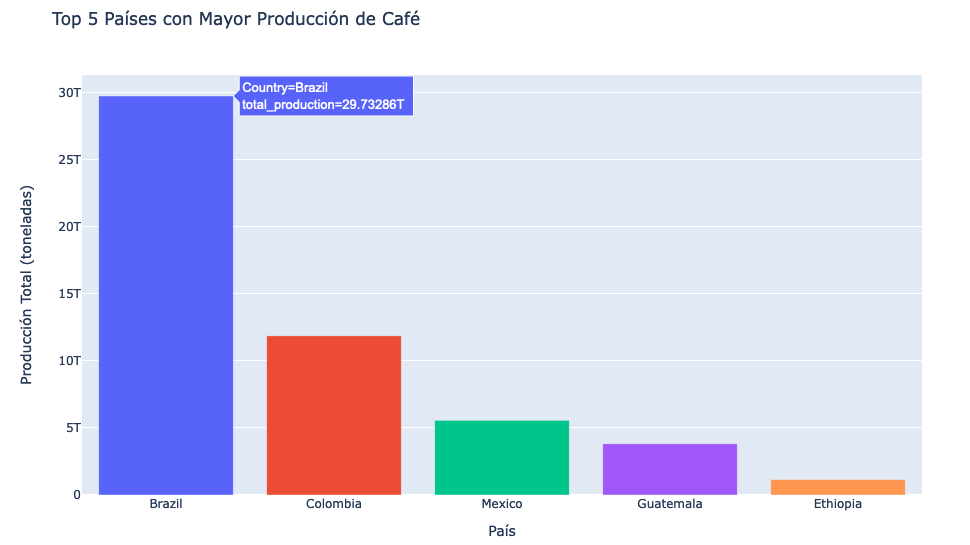 Top 5 Países con Mayor Producción de Café
Country=Brazil
total_production=29.73286T
30T
25T
20T
15T
10T
5T
0
Producción Total (toneladas)
Brazil
Colombia
Mexico
Guatemala
Ethiopia
País